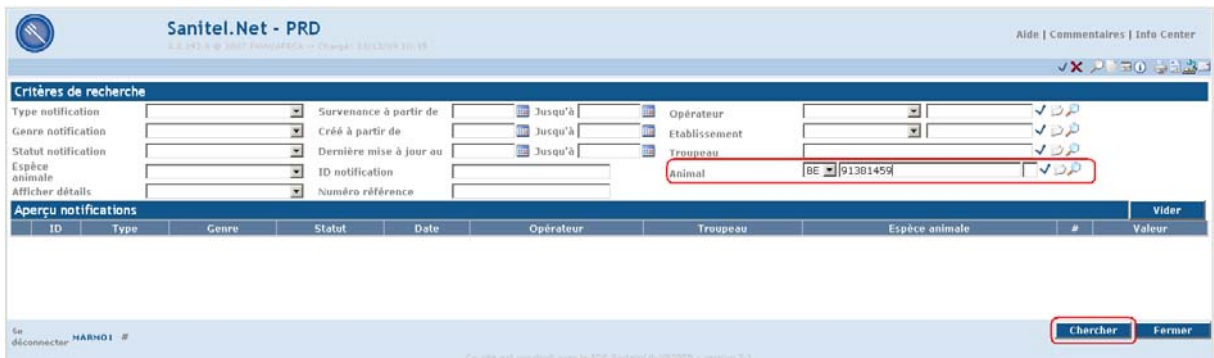 Sanitel.Net - PRD
Aide | Commentaires | Info Center
Critères de recherche
Type notification Survenance à partir de Jusqu'à Opérateur
Genre notification Créé à partir de Jusqu'à Etablissement
Statut notification Dernière mise à jour au Jusqu'à Troupeau
Espèce animale ID notification Animal BE 91381459
Afficher détails Numéro référence
Aperçu notifications Vider
ID Type Genre Statut Date Opérateur Troupeau Espèce animale # Valeur
Chercher Fermer
Se déconnecter MARNO1 #